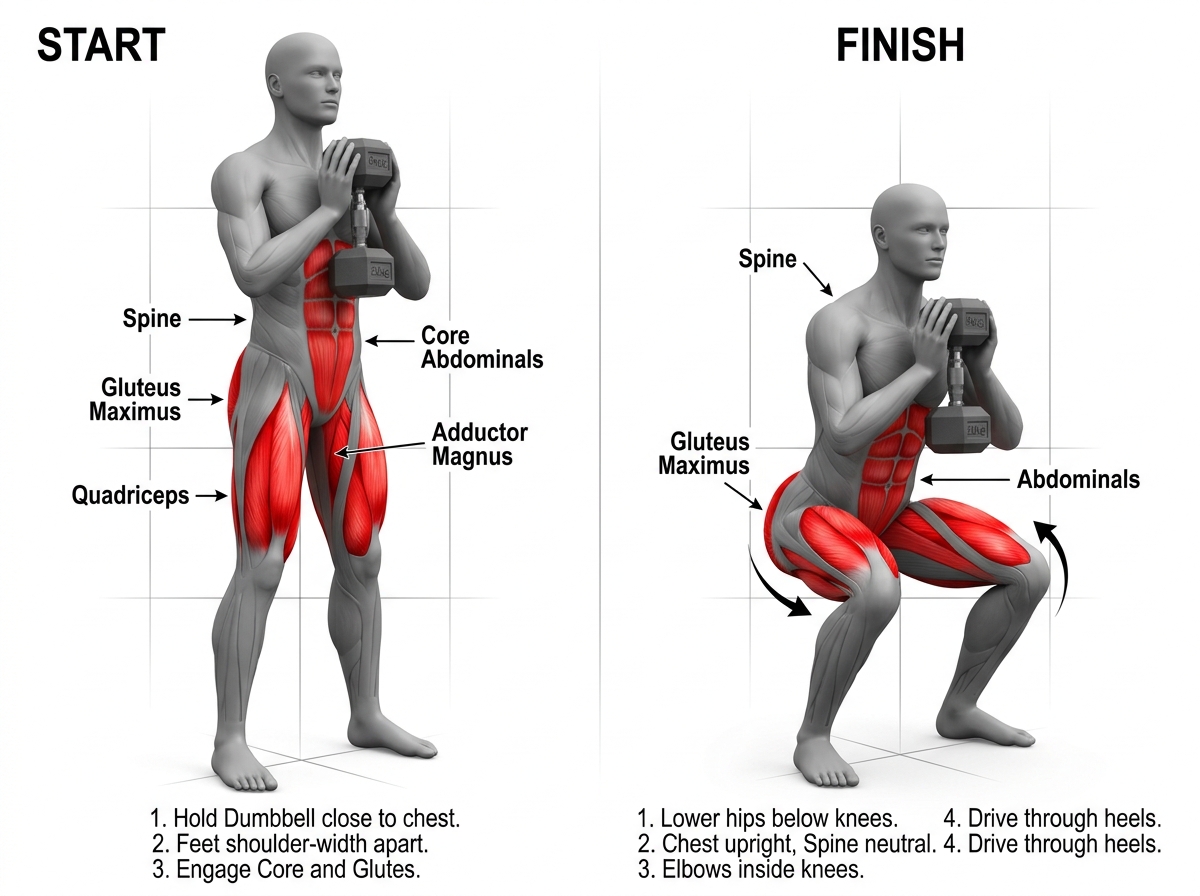 START
Spine
Gluteus
Maximus
Quadriceps
Core
Abdominals
Adductor
Magnus
1. Hold Dumbbell close to chest.
2. Feet shoulder-width apart.
3. Engage Core and Glutes.
FINISH
Spine
Gluteus
Maximus
Abdominals
1. Lower hips below knees.
2. Chest upright, Spine neutral.
3. Elbows inside knees.
4. Drive through heels.
4. Drive through heels.